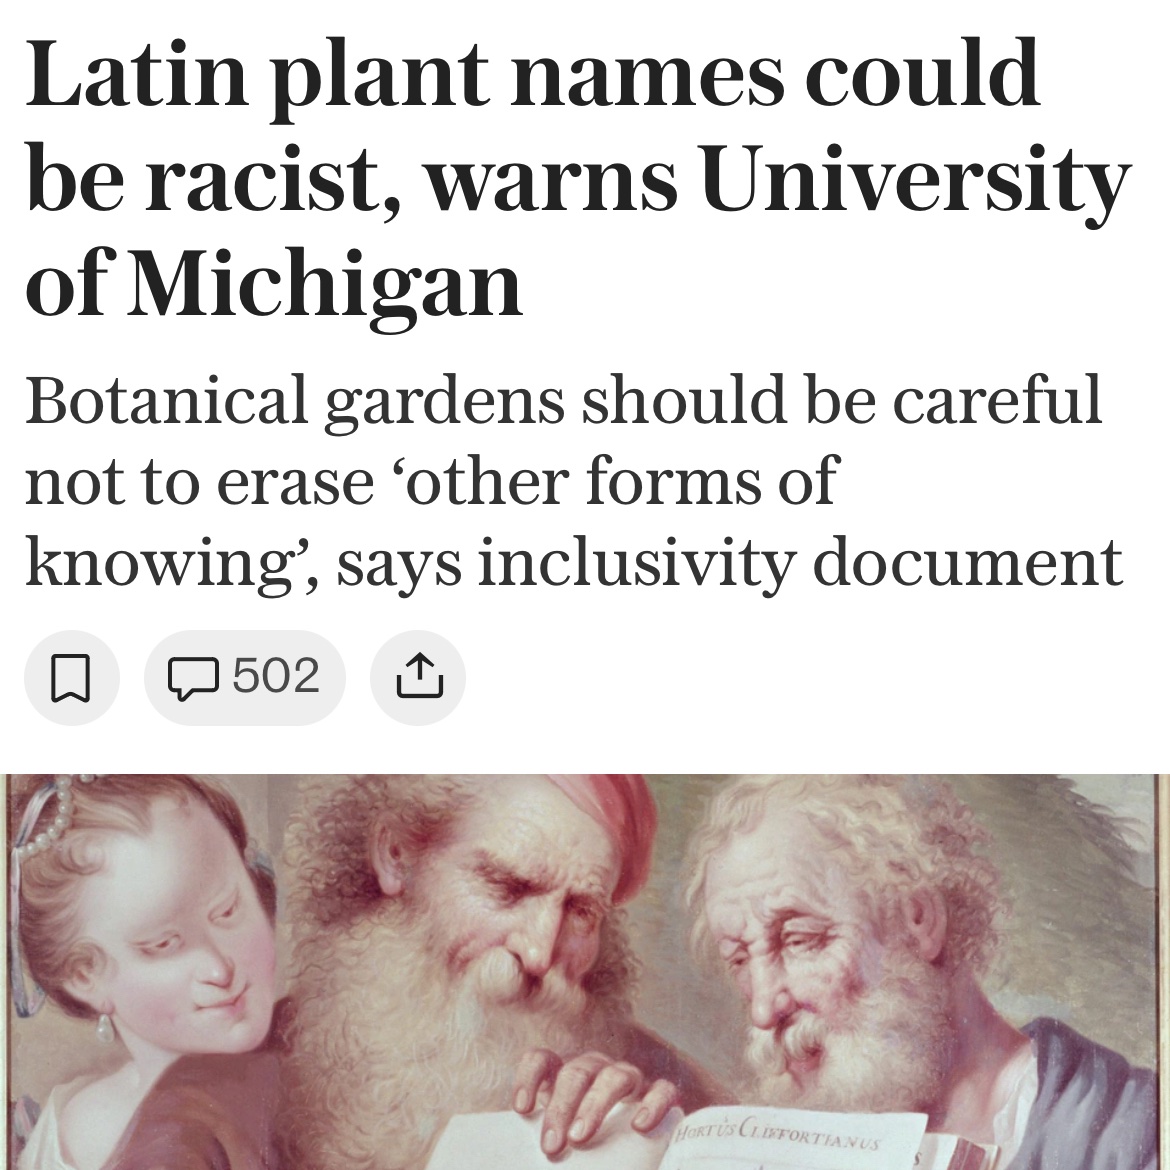 Latin plant names could
be racist, warns University
of Michigan
Botanical gardens should be careful
not to erase ‘other forms of
knowing’, says inclusivity document
502
HORTUS CLIFFORTIANUS